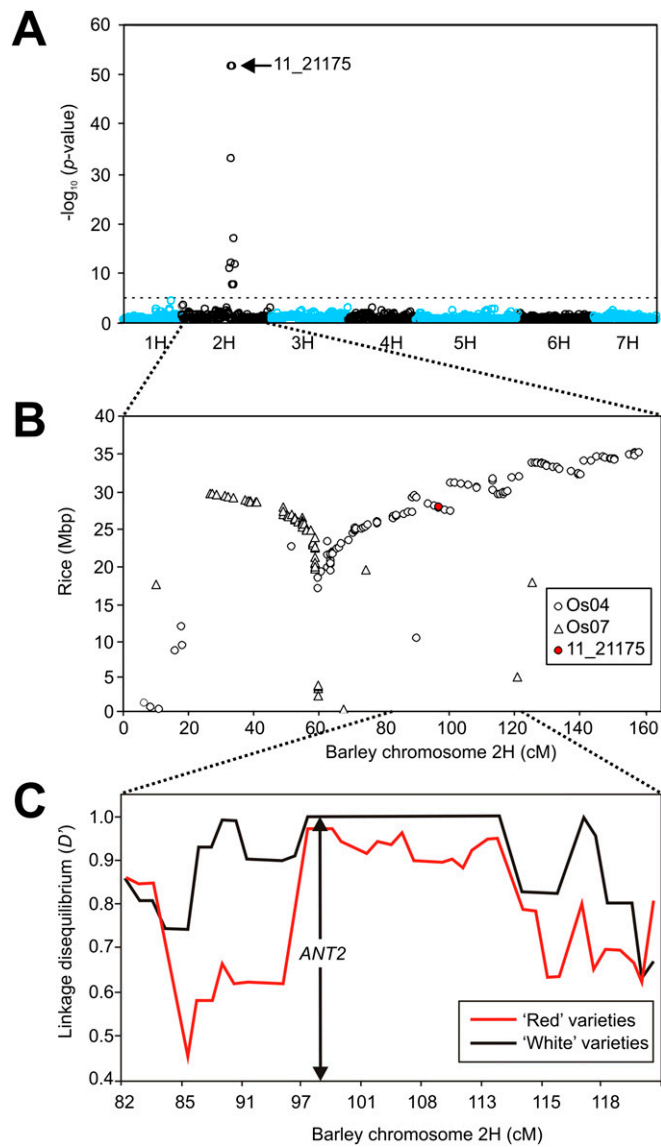 A
60
50
40
30
20
10
0
-log₁₀ (p-value)
11_21175
1H 2H 3H 4H 5H 6H 7H
B
40
35
30
25
20
15
10
5
0
Rice (Mbp)
Os04
Os07
11_21175
0 20 40 60 80 100 120 140 160
Barley chromosome 2H (cM)
C
1.0
0.9
0.8
0.7
0.6
0.5
0.4
Linkage disequilibrium (D')
ANT2
'Red' varieties
'White' varieties
82 85 91 97 101 108 113 115 118
Barley chromosome 2H (cM)